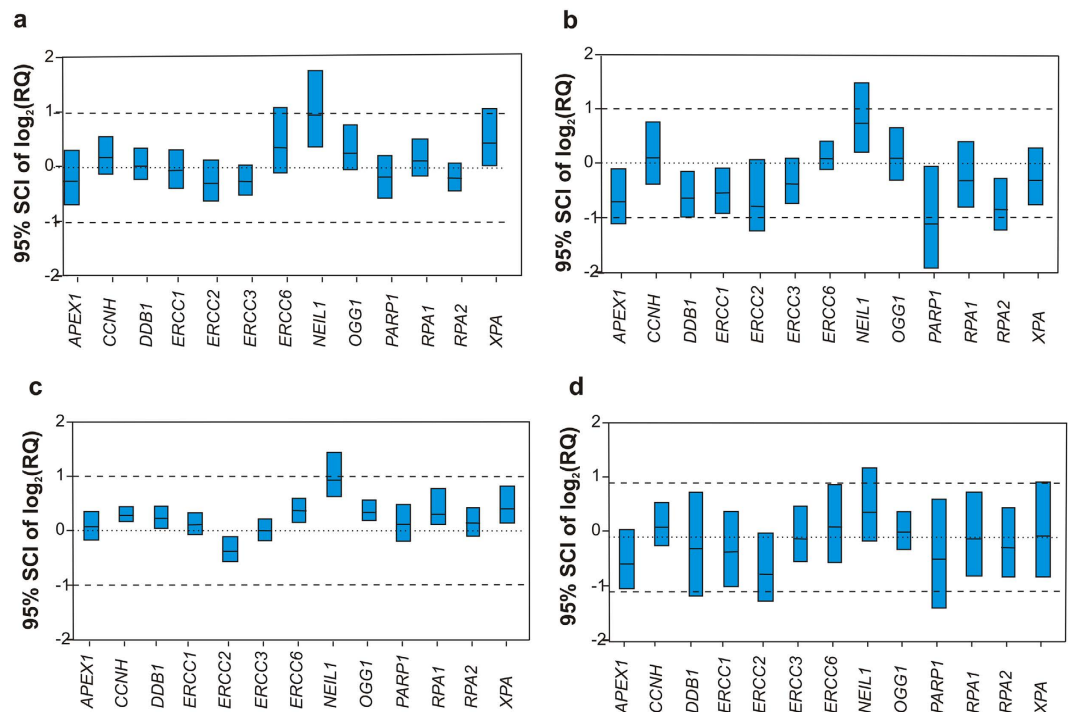 a
95% SCI of log2(RQ)
2
1
0
-1
-2
APEX1
CCNH
DDB1
ERCC1
ERCC2
ERCC3
ERCC6
NEIL1
OGG1
PARP1
RPA1
RPA2
XPA
b
95% SCI of log2(RQ)
2
1
0
-1
-2
APEX1
CCNH
DDB1
ERCC1
ERCC2
ERCC3
ERCC6
NEIL1
OGG1
PARP1
RPA1
RPA2
XPA
c
95% SCI of log2(RQ)
2
1
0
-1
-2
APEX1
CCNH
DDB1
ERCC1
ERCC2
ERCC3
ERCC6
NEIL1
OGG1
PARP1
RPA1
RPA2
XPA
d
95% SCI of log2(RQ)
2
1
0
-1
-2
APEX1
CCNH
DDB1
ERCC1
ERCC2
ERCC3
ERCC6
NEIL1
OGG1
PARP1
RPA1
RPA2
XPA